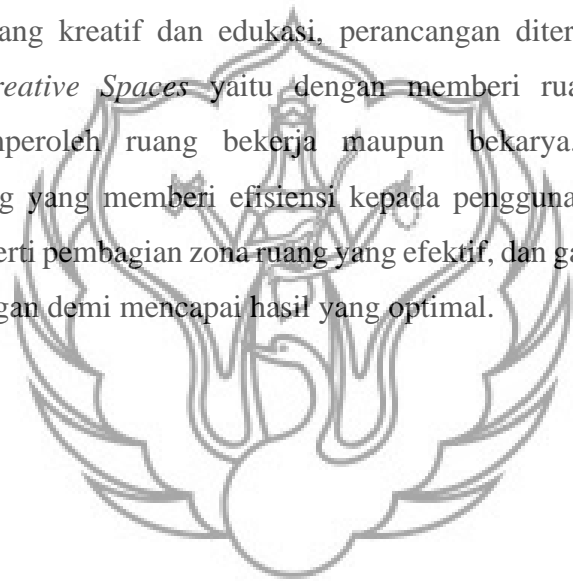 ang kreatif dan edukasi, perancangan diter
reative Spaces yaitu dengan memberi rua
nperoleh ruang bekerja maupun bekarya.
g yang memberi efisiensi kepada pengguna
erti pembagian zona ruang yang efektif, dan ga
gan demi mencapai hasil yang optimal.